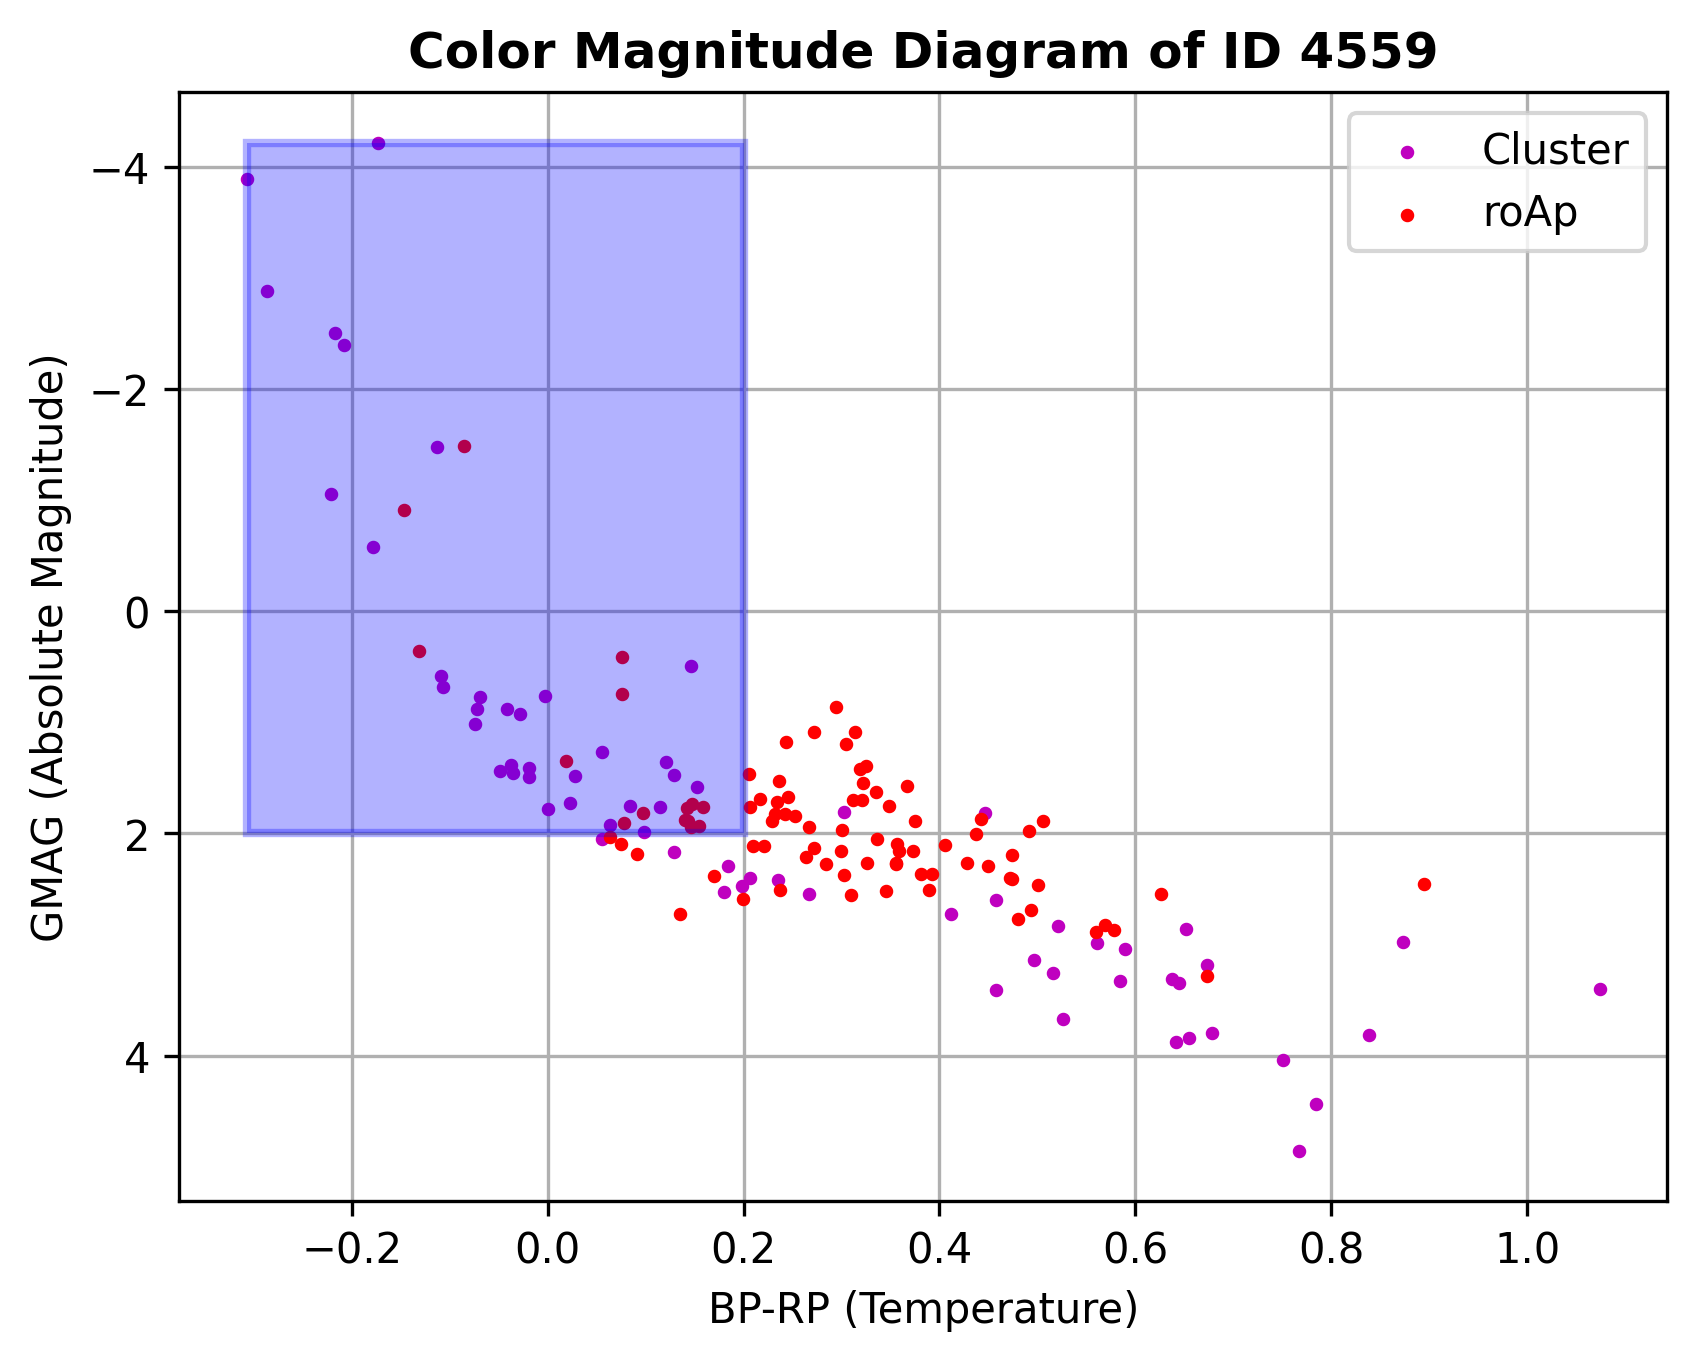 Color Magnitude Diagram of ID 4559
Cluster
roAp
GMAG (Absolute Magnitude)
−4
−2
0
2
4
−0.2
0.0
0.2
0.4
0.6
0.8
1.0
BP-RP (Temperature)